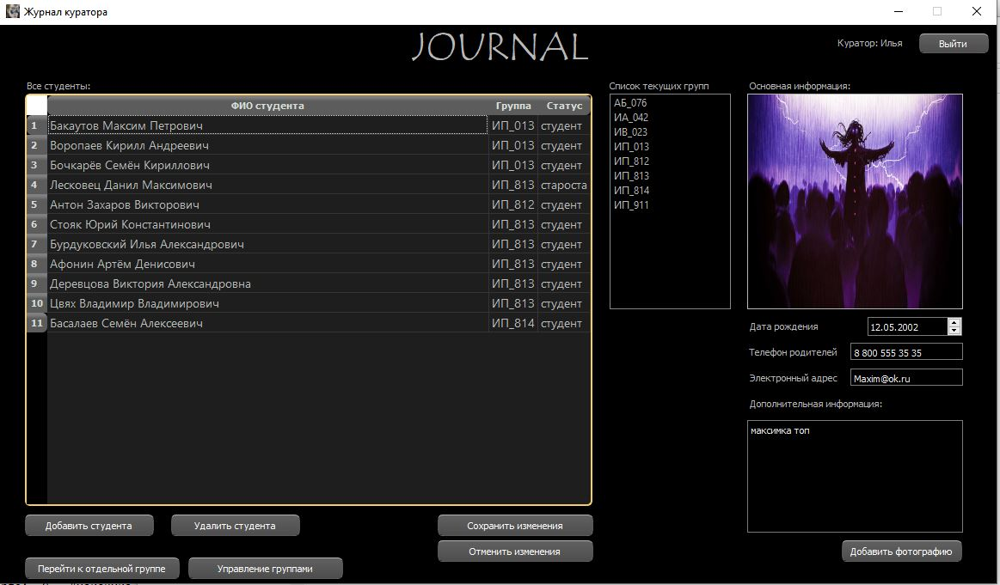 Журнал куратора
JOURNAL
Куратор: Илья
Выйти
Все студенты:
ФИО студента Группа Статус
1 Бакаутов Максим Петрович ИП_013 студент
2 Воропаев Кирилл Андреевич ИП_013 студент
3 Бочкарёв Семён Кириллович ИП_013 студент
4 Лесковец Данил Максимович ИП_813 староста
5 Антон Захаров Викторович ИП_812 студент
6 Стояк Юрий Константинович ИП_813 студент
7 Бурдуковский Илья Александрович ИП_813 студент
8 Афонин Артём Денисович ИП_813 студент
9 Деревцова Виктория Александровна ИП_813 студент
10 Цвях Владимир Владимирович ИП_813 студент
11 Басалаев Семён Алексеевич ИП_814 студент
Список текущих групп
АБ_076
ИА_042
ИВ_023
ИП_013
ИП_812
ИП_813
ИП_814
ИП_911
Основная информация:
Дата рождения 12.05.2002
Телефон родителей 8 800 555 35 35
Электронный адрес Maxim@ok.ru
Дополнительная информация:
максимка топ
Добавить студента
Удалить студента
Сохранить изменения
Отменить изменения
Добавить фотографию
Перейти к отдельной группе
Управление группами